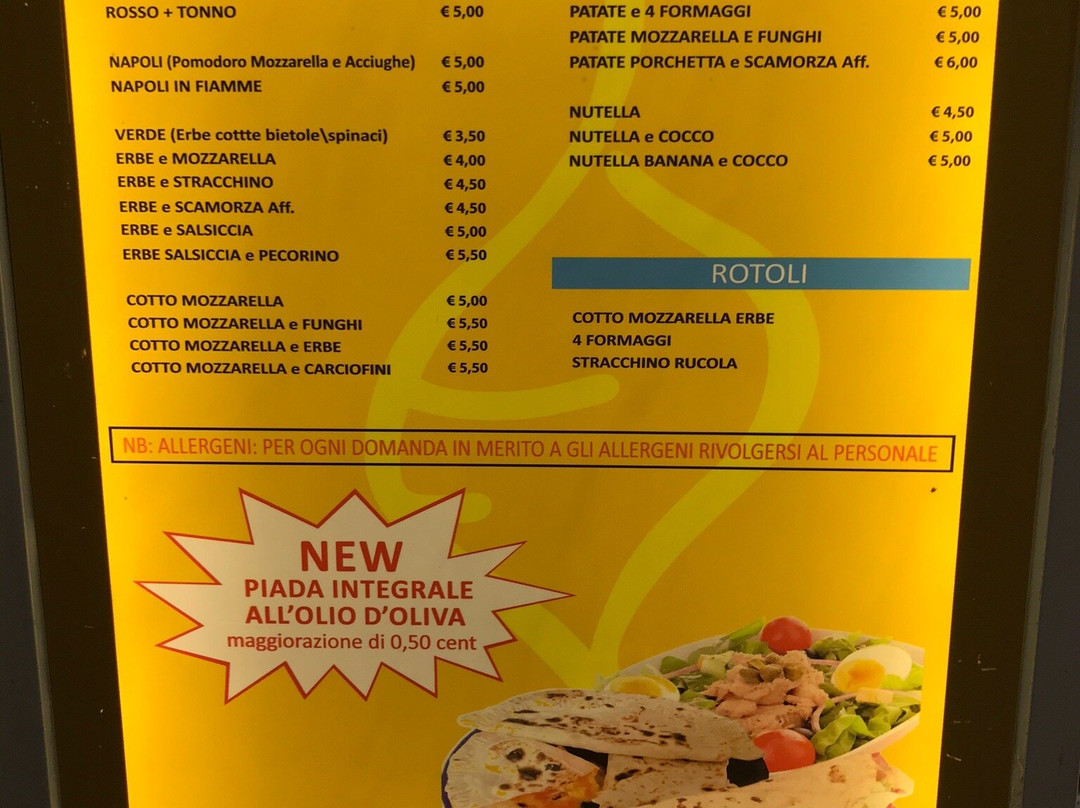 ROSSO + TONNO € 5,00
NAPOLI (Pomodoro Mozzarella e Acciughe) € 5,00
NAPOLI IN FIAMME € 5,00
VERDE (Erbe cottte bietole\spinaci) € 3,50
ERBE e MOZZARELLA € 4,00
ERBE e STRACCHINO € 4,50
ERBE e SCAMORZA Aff. € 4,50
ERBE e SALSICCIA € 5,00
ERBE SALSICCIA e PECORINO € 5,50
COTTO MOZZARELLA € 5,00
COTTO MOZZARELLA e FUNGHI € 5,50
COTTO MOZZARELLA e ERBE € 5,50
COTTO MOZZARELLA e CARCIOFINI € 5,50
PATATE e 4 FORMAGGI € 5,00
PATATE MOZZARELLA E FUNGHI € 5,00
PATATE PORCHETTA e SCAMORZA Aff. € 6,00
NUTELLA € 4,50
NUTELLA e COCCO € 5,00
NUTELLA BANANA e COCCO € 5,00
ROTOLI
COTTO MOZZARELLA ERBE
4 FORMAGGI
STRACCHINO RUCOLA
NB: ALLERGENI: PER OGNI DOMANDA IN MERITO A GLI ALLERGENI RIVOLGERSI AL PERSONALE
NEW
PIADA INTEGRALE
ALL'OLIO D'OLIVA
maggiorazione di 0,50 cent